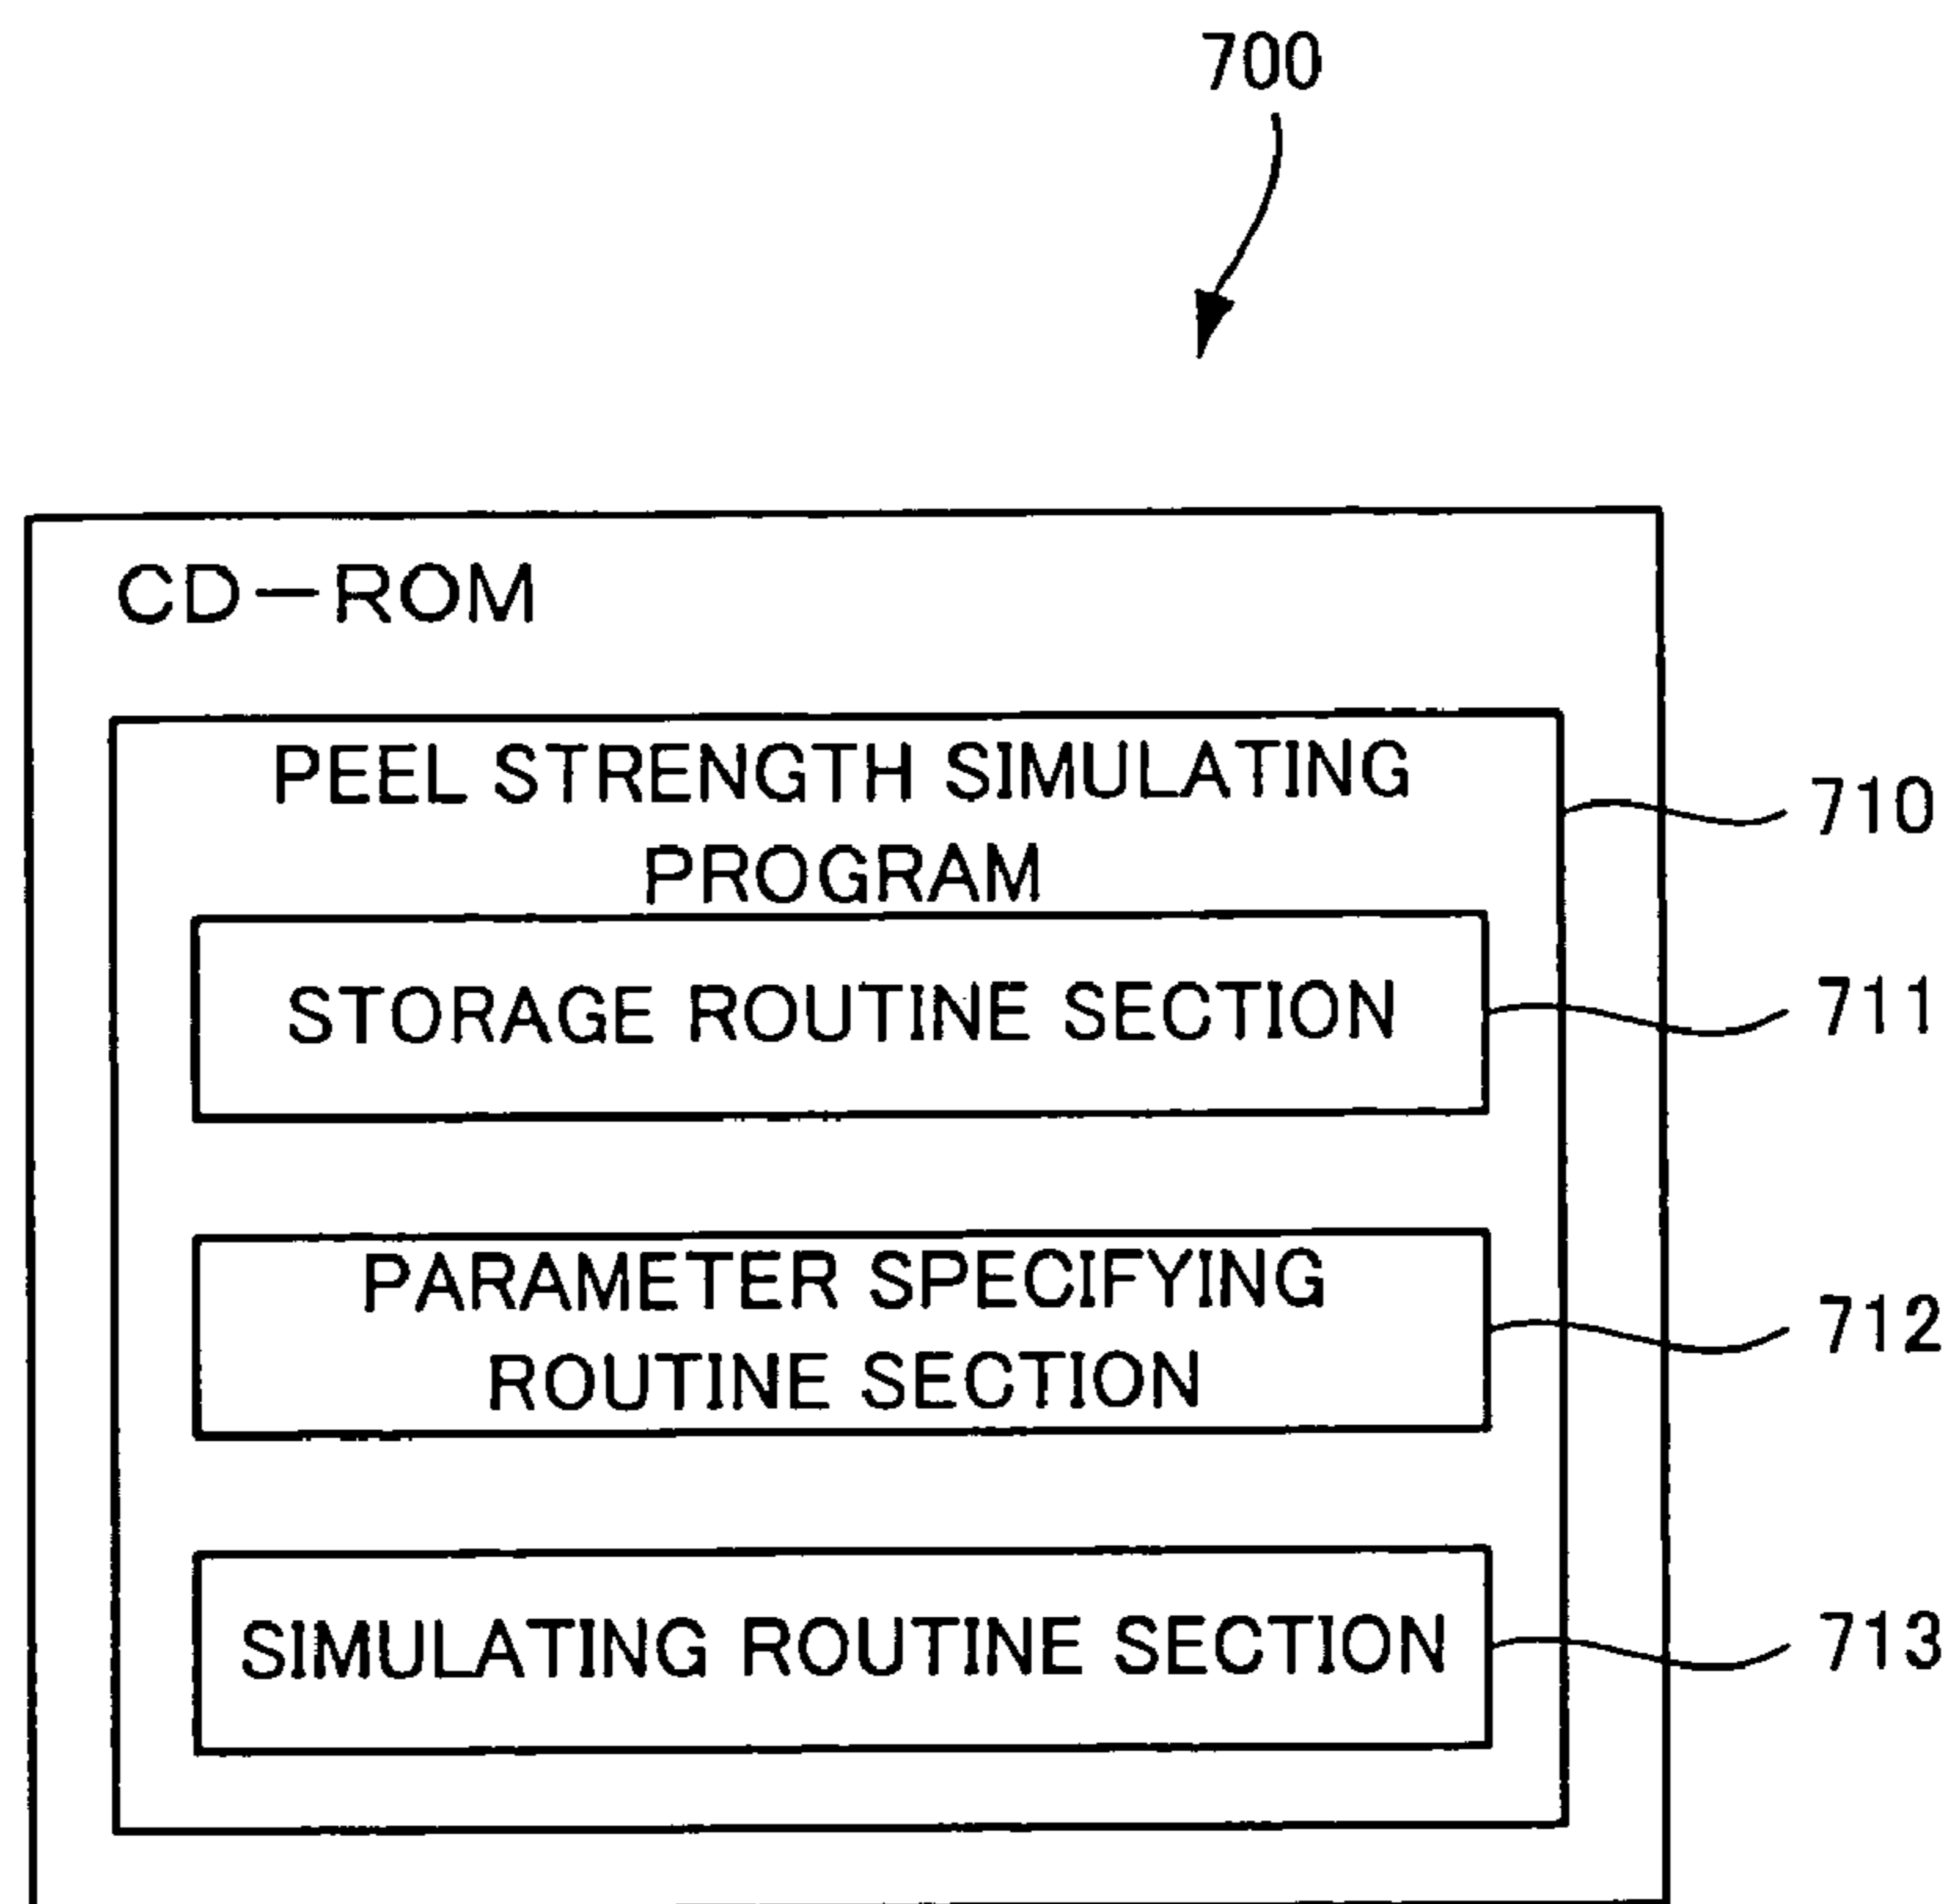 700
CD-ROM
PEEL STRENGTH SIMULATING
PROGRAM
710
STORAGE ROUTINE SECTION
711
PARAMETER SPECIFYING
ROUTINE SECTION
712
SIMULATING ROUTINE SECTION
713